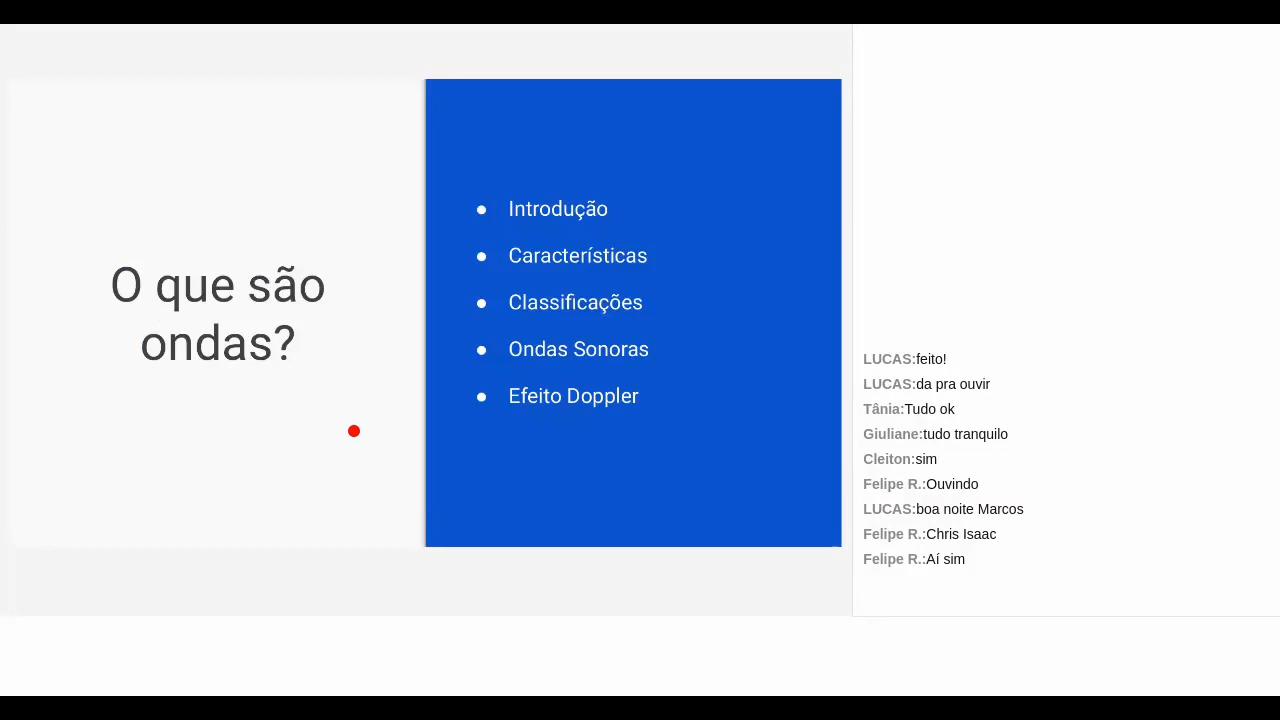 O que são
ondas?
● Introdução
● Características
● Classificações
● Ondas Sonoras
● Efeito Doppler
LUCAS:feito!
LUCAS:da pra ouvir
Tânia:Tudo ok
Giuliane:tudo tranquilo
Cleiton:sim
Felipe R.:Ouvindo
LUCAS:boa noite Marcos
Felipe R.:Chris Isaac
Felipe R.:Aí sim